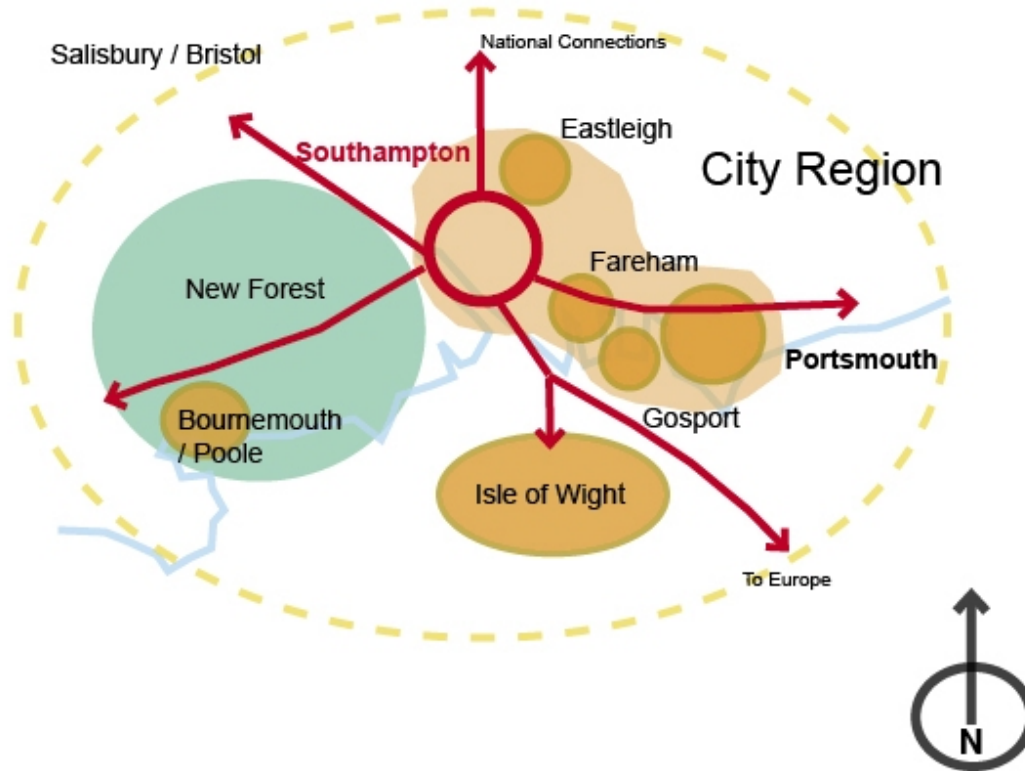 National Connections
Salisbury / Bristol
Eastleigh
Southampton
City Region
Fareham
New Forest
Portsmouth
Bournemouth
/ Poole
Gosport
Isle of Wight
To Europe
N